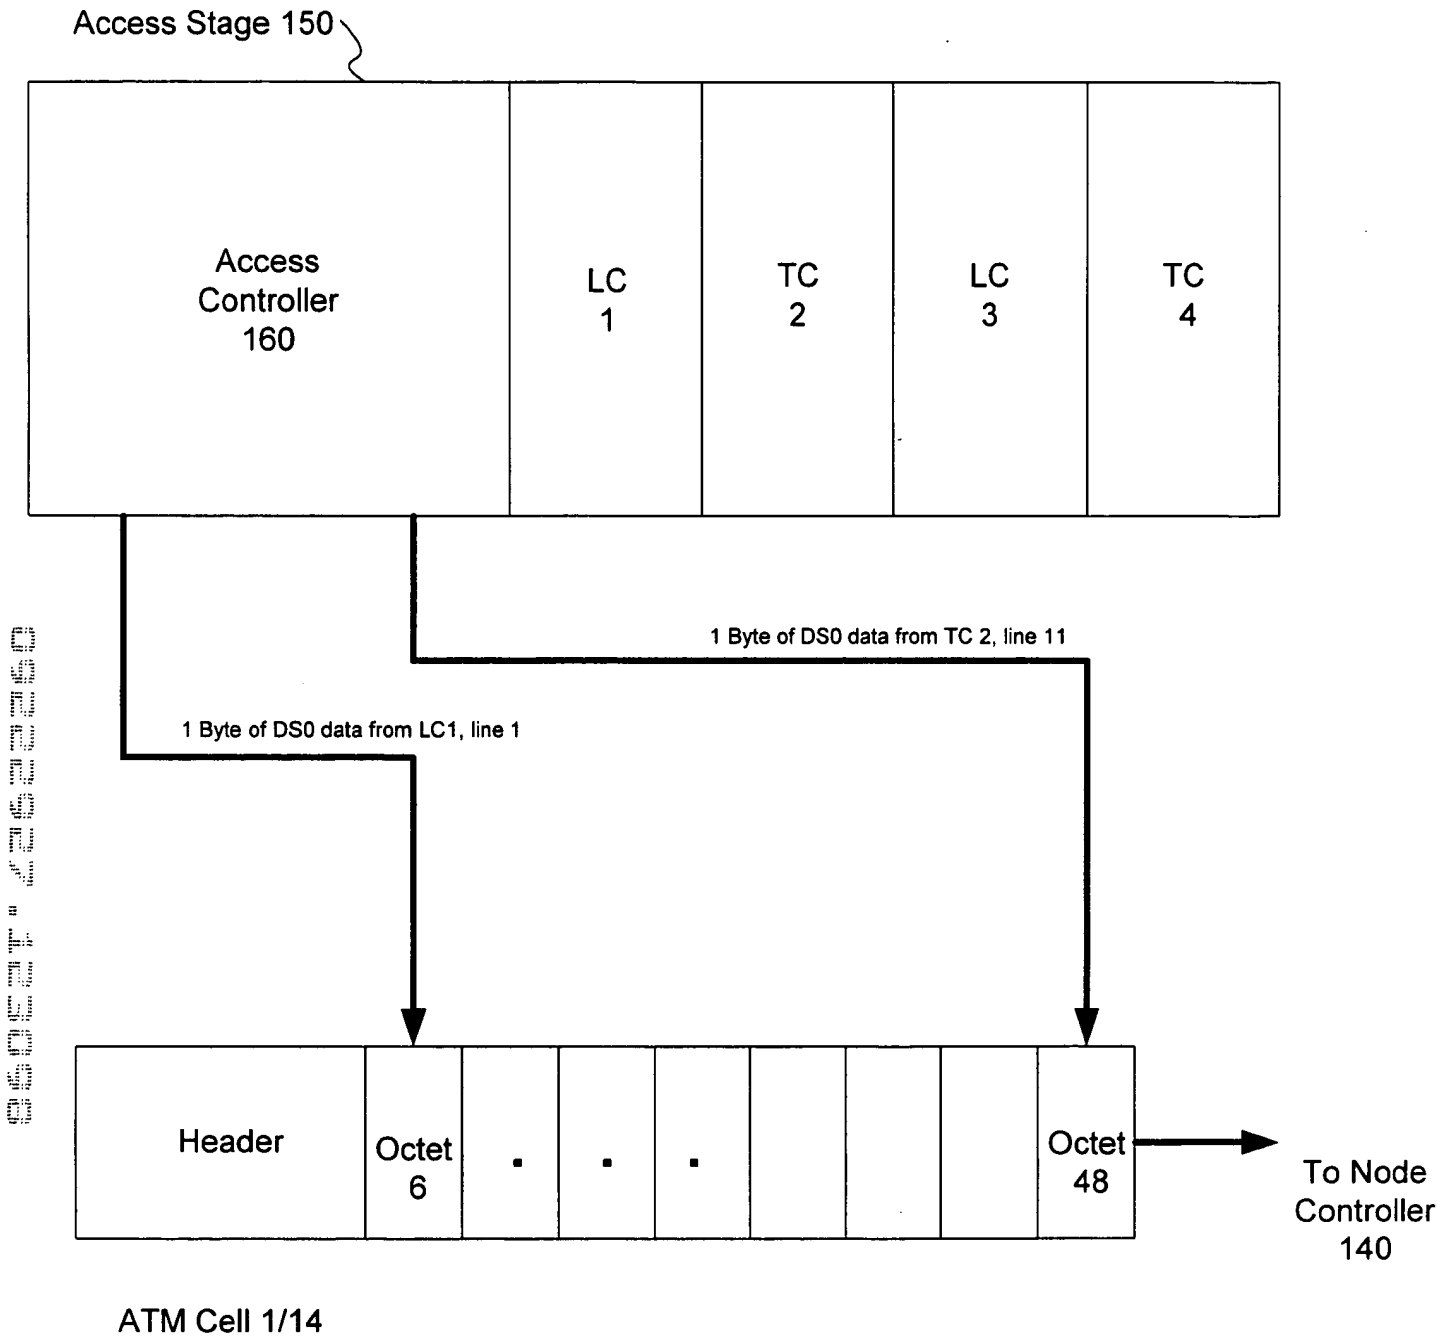 Access Stage 150
Access
Controller
160
LC
1
TC
2
LC
3
TC
4
1 Byte of DS0 data from TC 2, line 11
1 Byte of DS0 data from LC1, line 1
Header
Octet
6
. . .
Octet
48
To Node
Controller
140
ATM Cell 1/14